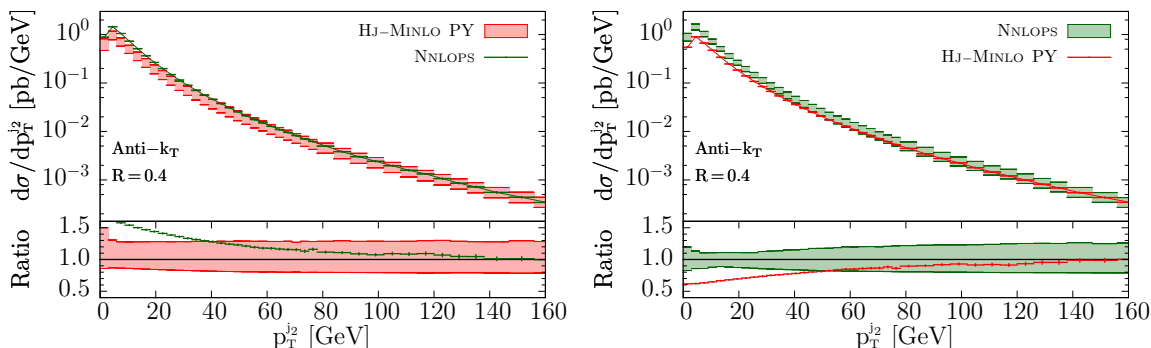 dσ/dp_T^{j_2} [pb/GeV]
10^0
10^{-1}
10^{-2}
10^{-3}
HJ−MINLO PY
NNLOPS
Anti−k_T
R = 0.4
Ratio
1.5
1.0
0.5
0 20 40 60 80 100 120 140 160
p_T^{j_2} [GeV]
dσ/dp_T^{j_2} [pb/GeV]
10^0
10^{-1}
10^{-2}
10^{-3}
NNLOPS
HJ−MINLO PY
Anti−k_T
R = 0.4
Ratio
1.5
1.0
0.5
0 20 40 60 80 100 120 140 160
p_T^{j_2} [GeV]